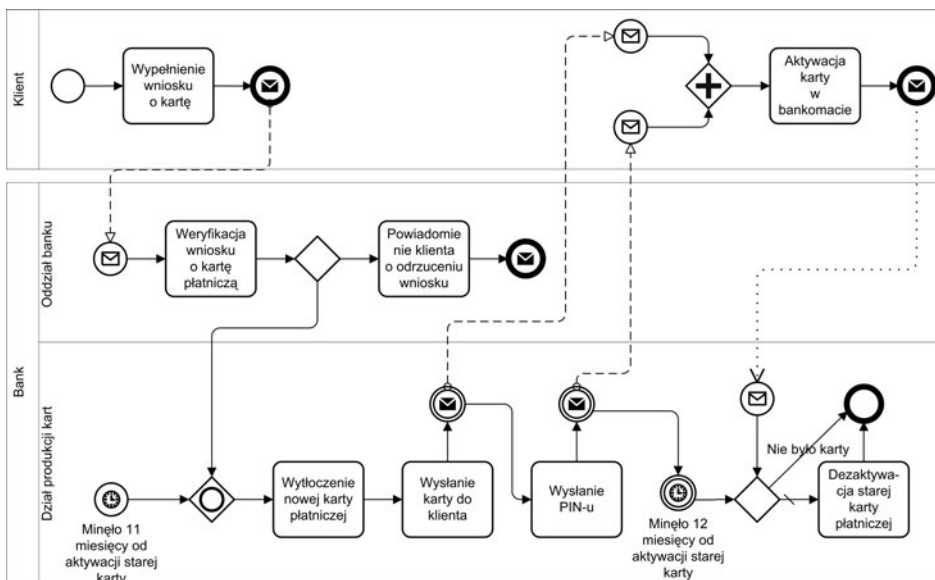 Klient
Wypełnienie
wniosku
o kartę
Aktywacja
karty
w
bankomacie
Bank
Oddział banku
Weryfikacja
wniosku
o kartę
płatniczą
Powiadomie
nie klienta
o odrzuceniu
wniosku
Dział produkcji kart
Minęło 11
miesięcy od
aktywacji starej
karty
Wytłoczenie
nowej karty
płatniczej
Wysłanie
karty do
klienta
Wysłanie
PIN-u
Minęło 12
miesięcy od
aktywacji starej
karty
Nie było karty
Dezaktywa-
cja starej
karty
płatniczej